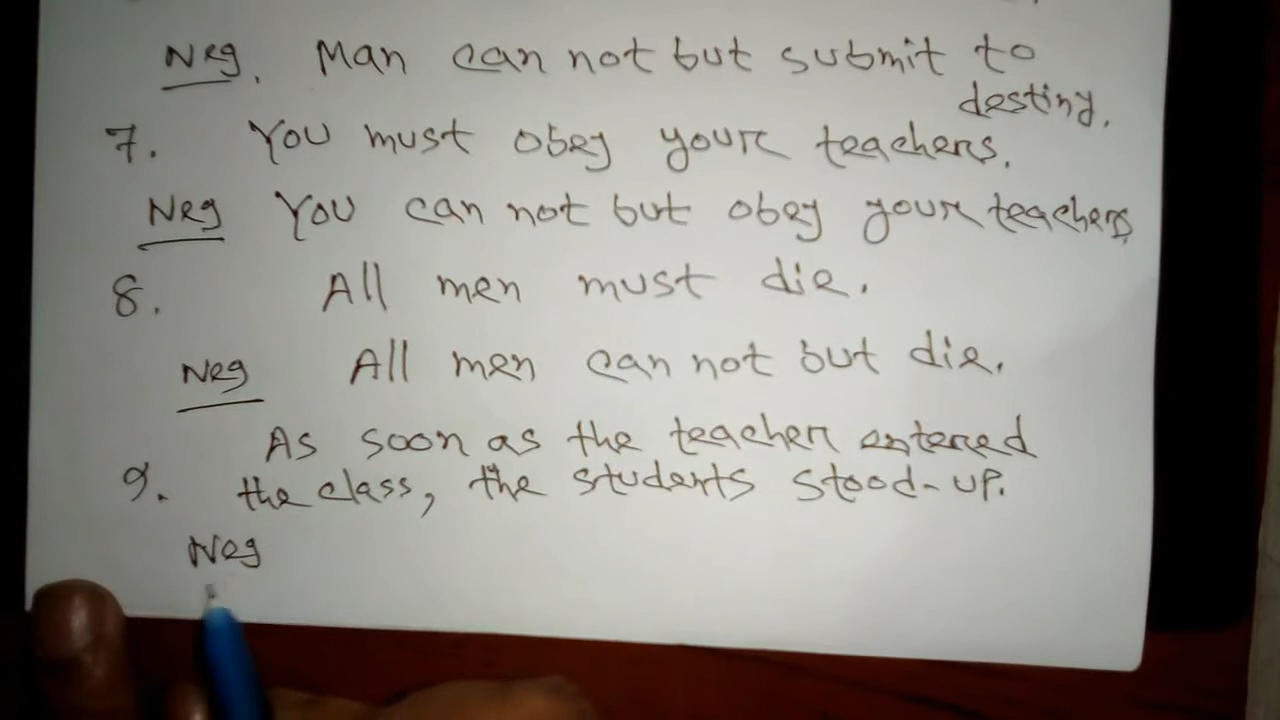 Neg. Man can not but submit to
destiny.
7. You must obey your teachers.
Neg You can not but obey your teachers
8. All men must die.
Neg All men can not but die.
As soon as the teacher entered
9. the class, the students stood-up.
Neg